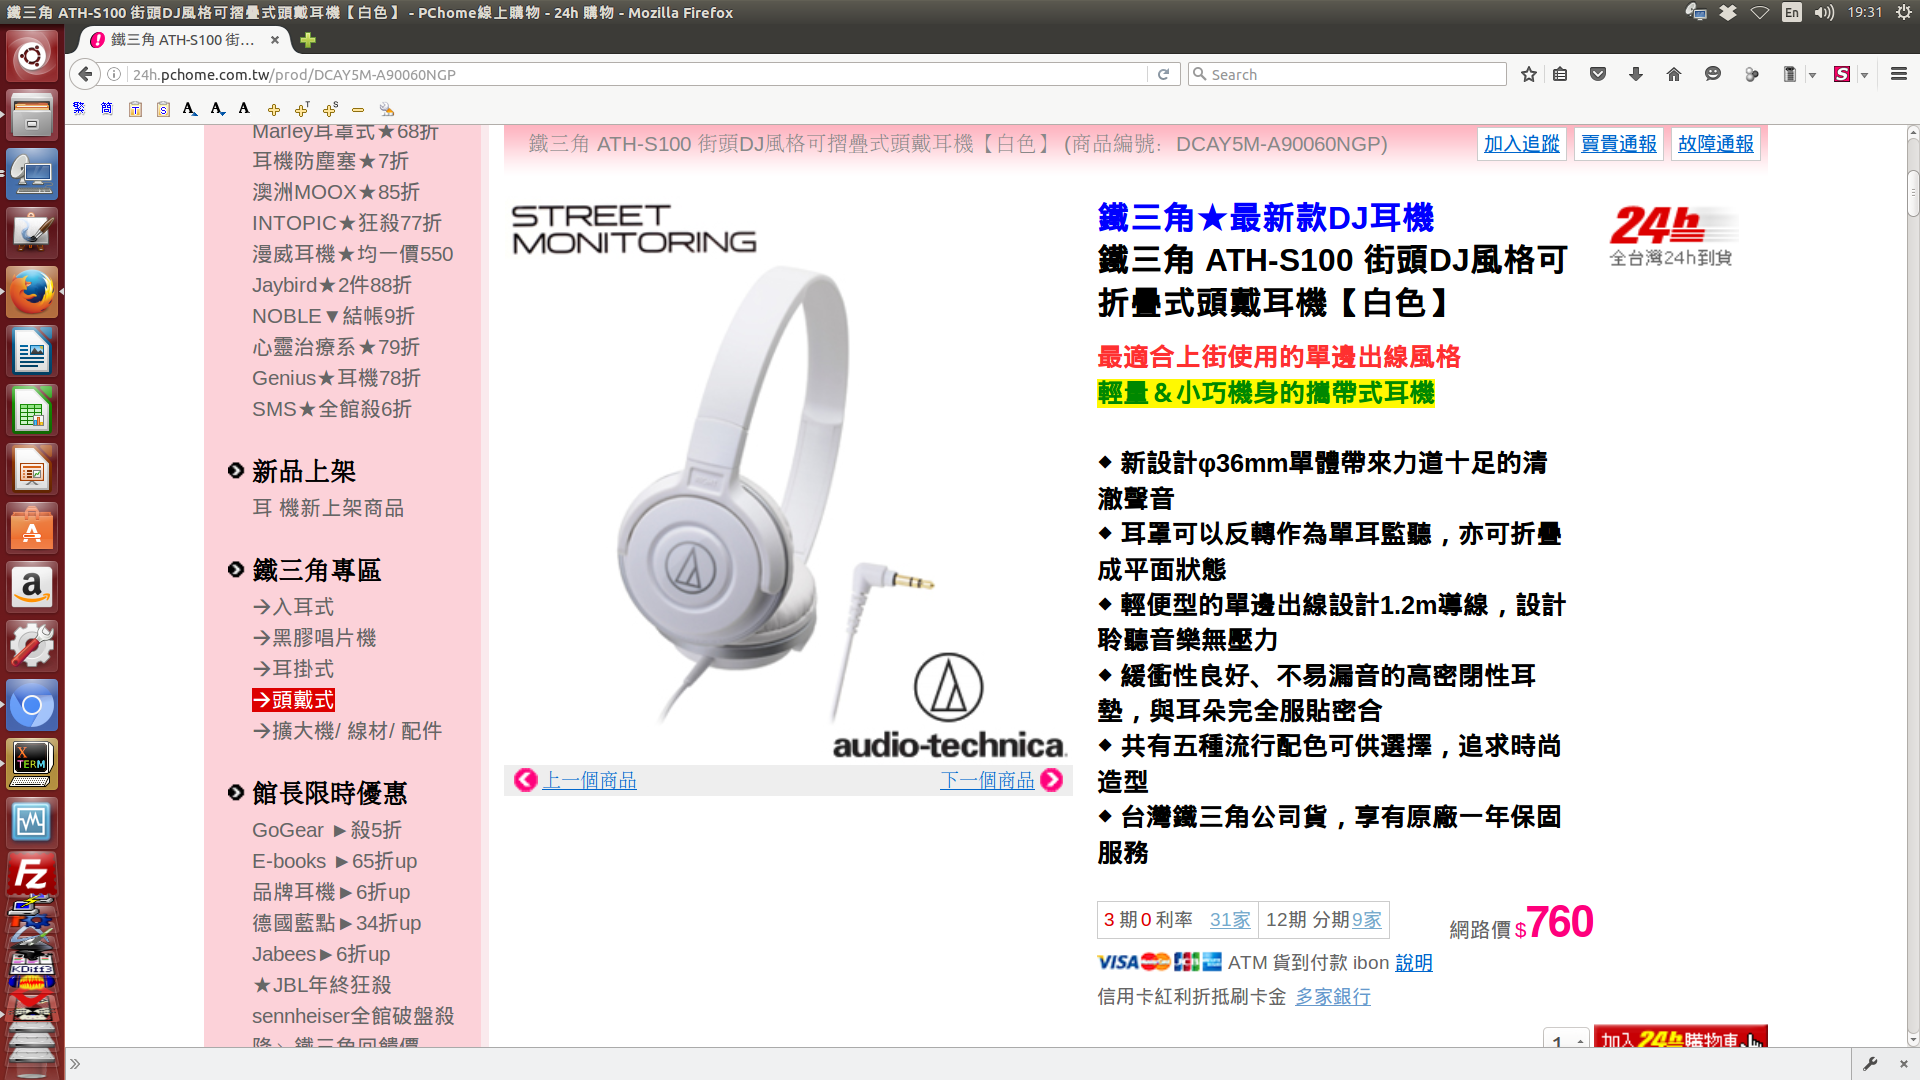 鐵三角 ATH-S100 街頭DJ風格可摺疊式頭戴耳機【白色】 - PChome線上購物 - 24h 購物 - Mozilla Firefox
En
19:31
鐵三角 ATH-S100 街...
24h.pchome.com.tw/prod/DCAY5M-A90060NGP
Search
繁 簡
Marley耳罩式★68折
耳機防塵塞★7折
澳洲MOOX★85折
INTOPIC★狂殺77折
漫威耳機★均一價550
Jaybird★2件88折
NOBLE▼結帳9折
心靈治療系★79折
Genius★耳機78折
SMS★全館殺6折
新品上架
耳 機新上架商品
鐵三角專區
→入耳式
→黑膠唱片機
→耳掛式
→頭戴式
→擴大機/ 線材/ 配件
館長限時優惠
GoGear ►殺5折
E-books ►65折up
品牌耳機►6折up
德國藍點►34折up
Jabees►6折up
★JBL年終狂殺
sennheiser全館破盤殺
鐵三角 ATH-S100 街頭DJ風格可摺疊式頭戴耳機【白色】 (商品編號: DCAY5M-A90060NGP)
加入追蹤
賣貴通報
故障通報
STREET
MONITORING
audio-technica
上一個商品
下一個商品
鐵三角★最新款DJ耳機
鐵三角 ATH-S100 街頭DJ風格可
折疊式頭戴耳機【白色】
24h
全台灣24h到貨
最適合上街使用的單邊出線風格
輕量＆小巧機身的攜帶式耳機
◆ 新設計φ36mm單體帶來力道十足的清
澈聲音
◆ 耳罩可以反轉作為單耳監聽，亦可折疊
成平面狀態
◆ 輕便型的單邊出線設計1.2m導線，設計
聆聽音樂無壓力
◆ 緩衝性良好、不易漏音的高密閉性耳
墊，與耳朵完全服貼密合
◆ 共有五種流行配色可供選擇，追求時尚
造型
◆ 台灣鐵三角公司貨，享有原廠一年保固
服務
3 期 0 利率 31家
12期 分期 9家
網路價 $760
VISA JCB ATM 貨到付款 ibon 說明
信用卡紅利折抵刷卡金 多家銀行
1
加入 24h 購物車
XTERM
KDiff3